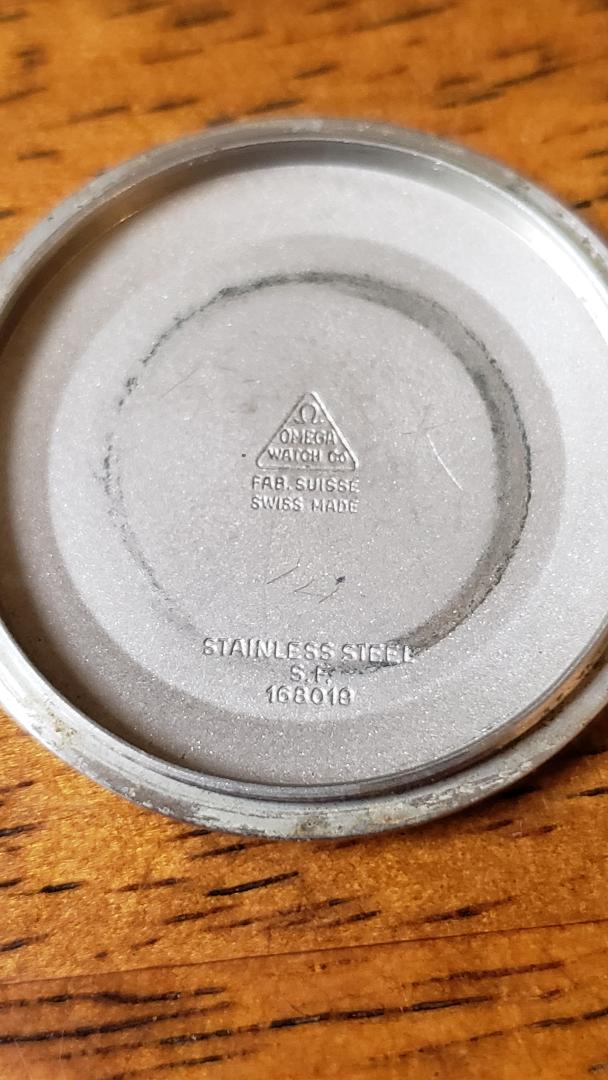 Ω
OMEGA
WATCH Co
FAB. SUISSE
SWISS MADE
STAINLESS STEEL
S.F.
168018